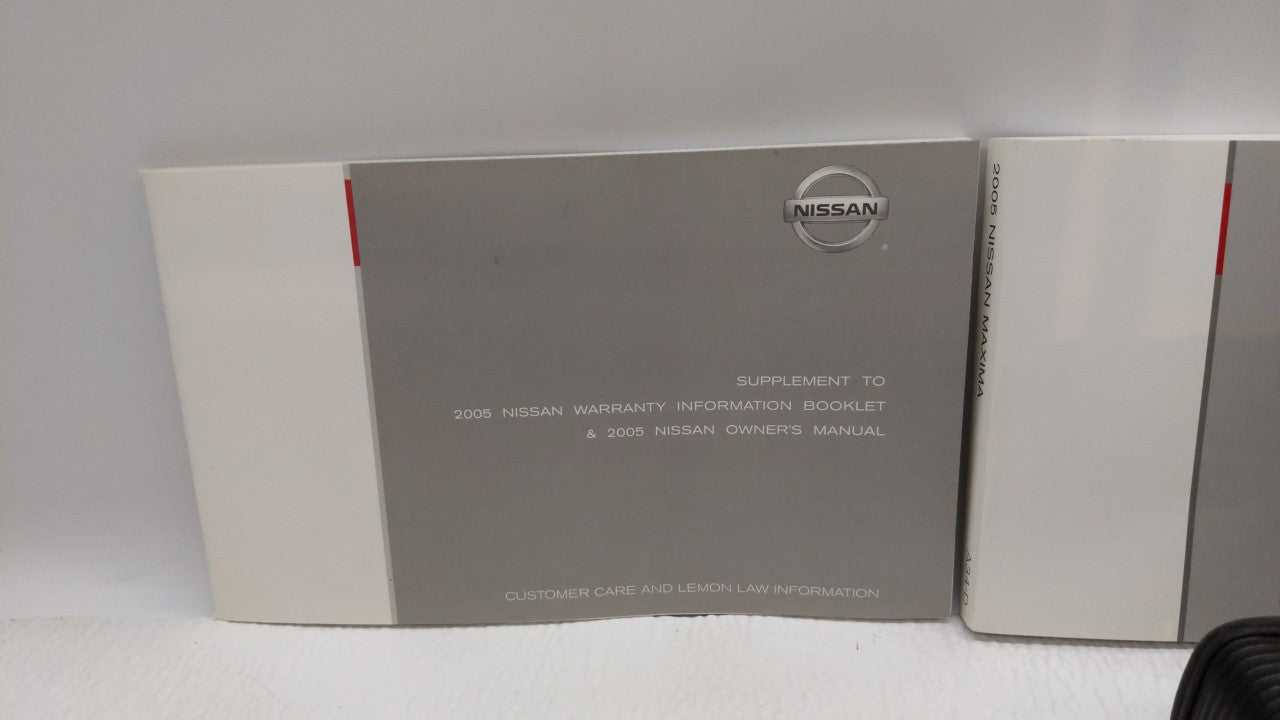 NISSAN
SUPPLEMENT TO
2005 NISSAN WARRANTY INFORMATION BOOKLET
& 2005 NISSAN OWNER'S MANUAL
CUSTOMER CARE AND LEMON LAW INFORMATION
2005 NISSAN MAXIMA